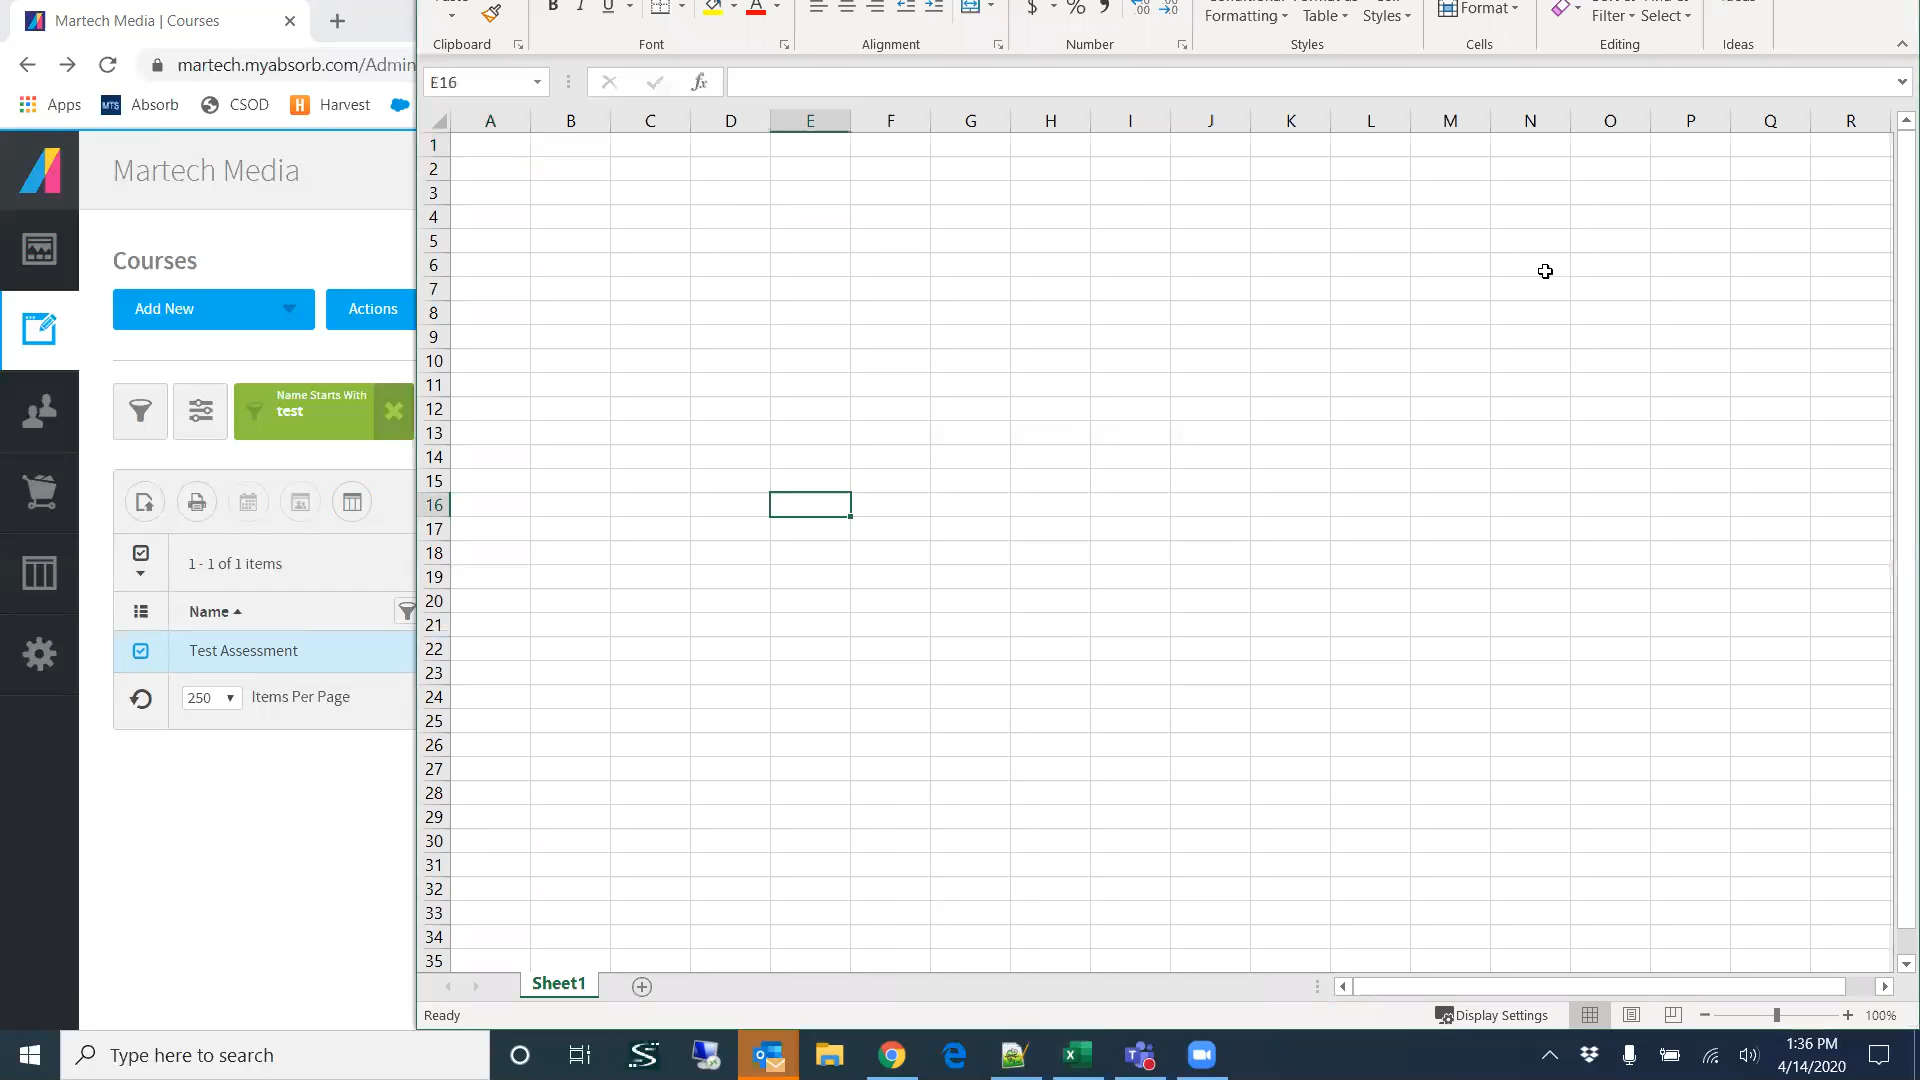 Martech Media | Courses
martech.myabsorb.com/Admin
Apps
MTS
Absorb
CSOD
H
Harvest
Martech Media
Courses
Add New
Actions
Name Starts With
test
1 - 1 of 1 items
Name
Test Assessment
250
Items Per Page
B I U A $ % 
Formatting Table Styles
Format
Filter Select
Clipboard
Font
Alignment
Number
Styles
Cells
Editing
Ideas
E16
fx
A B C D E F G H I J K L M N O P Q R
1
2
3
4
5
6
7
8
9
10
11
12
13
14
15
16
17
18
19
20
21
22
23
24
25
26
27
28
29
30
31
32
33
34
35
Sheet1
Ready
Display Settings
100%
Type here to search
1:36 PM
4/14/2020